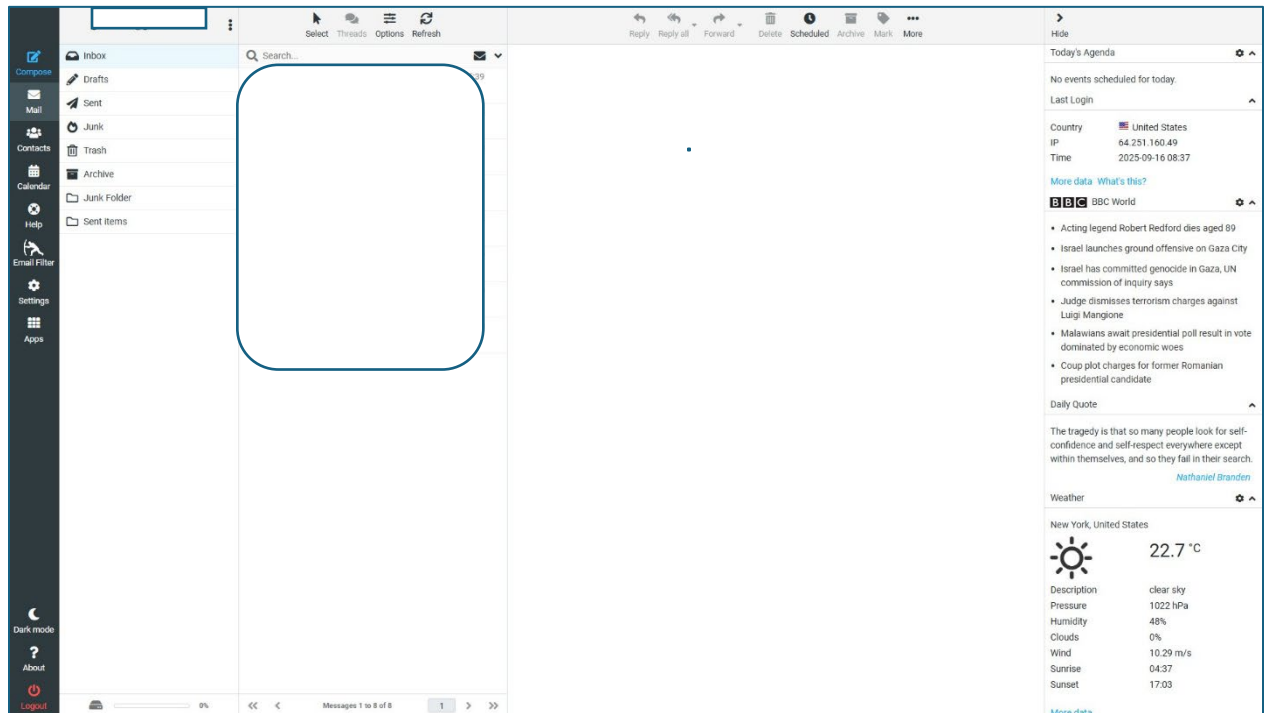 Select Threads Options Refresh
Reply Reply all Forward Delete Scheduled Archive Mark More
Hide
Compose
Mail
Contacts
Calendar
Help
Email Filter
Settings
Apps
Dark mode
About
Logout
Inbox
Drafts
Sent
Junk
Trash
Archive
Junk Folder
Sent Items
0%
Search...
:39
Messages 1 to 8 of 8
1
Today's Agenda
No events scheduled for today.
Last Login
Country United States
IP 64.251.160.49
Time 2025-09-16 08:37
More data What's this?
BBC BBC World
• Acting legend Robert Redford dies aged 89
• Israel launches ground offensive on Gaza City
• Israel has committed genocide in Gaza, UN
commission of inquiry says
• Judge dismisses terrorism charges against
Luigi Mangione
• Malawians await presidential poll result in vote
dominated by economic woes
• Coup plot charges for former Romanian
presidential candidate
Daily Quote
The tragedy is that so many people look for self-
confidence and self-respect everywhere except
within themselves, and so they fail in their search.
Nathaniel Branden
Weather
New York, United States
22.7 °C
Description clear sky
Pressure 1022 hPa
Humidity 48%
Clouds 0%
Wind 10.29 m/s
Sunrise 04:37
Sunset 17:03
More data